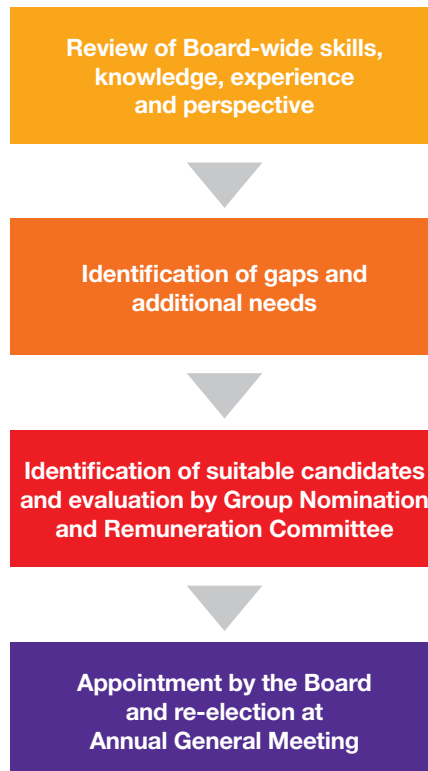 Review of Board-wide skills,
knowledge, experience
and perspective
Identification of gaps and
additional needs
Identification of suitable candidates
and evaluation by Group Nomination
and Remuneration Committee
Appointment by the Board
and re-election at
Annual General Meeting